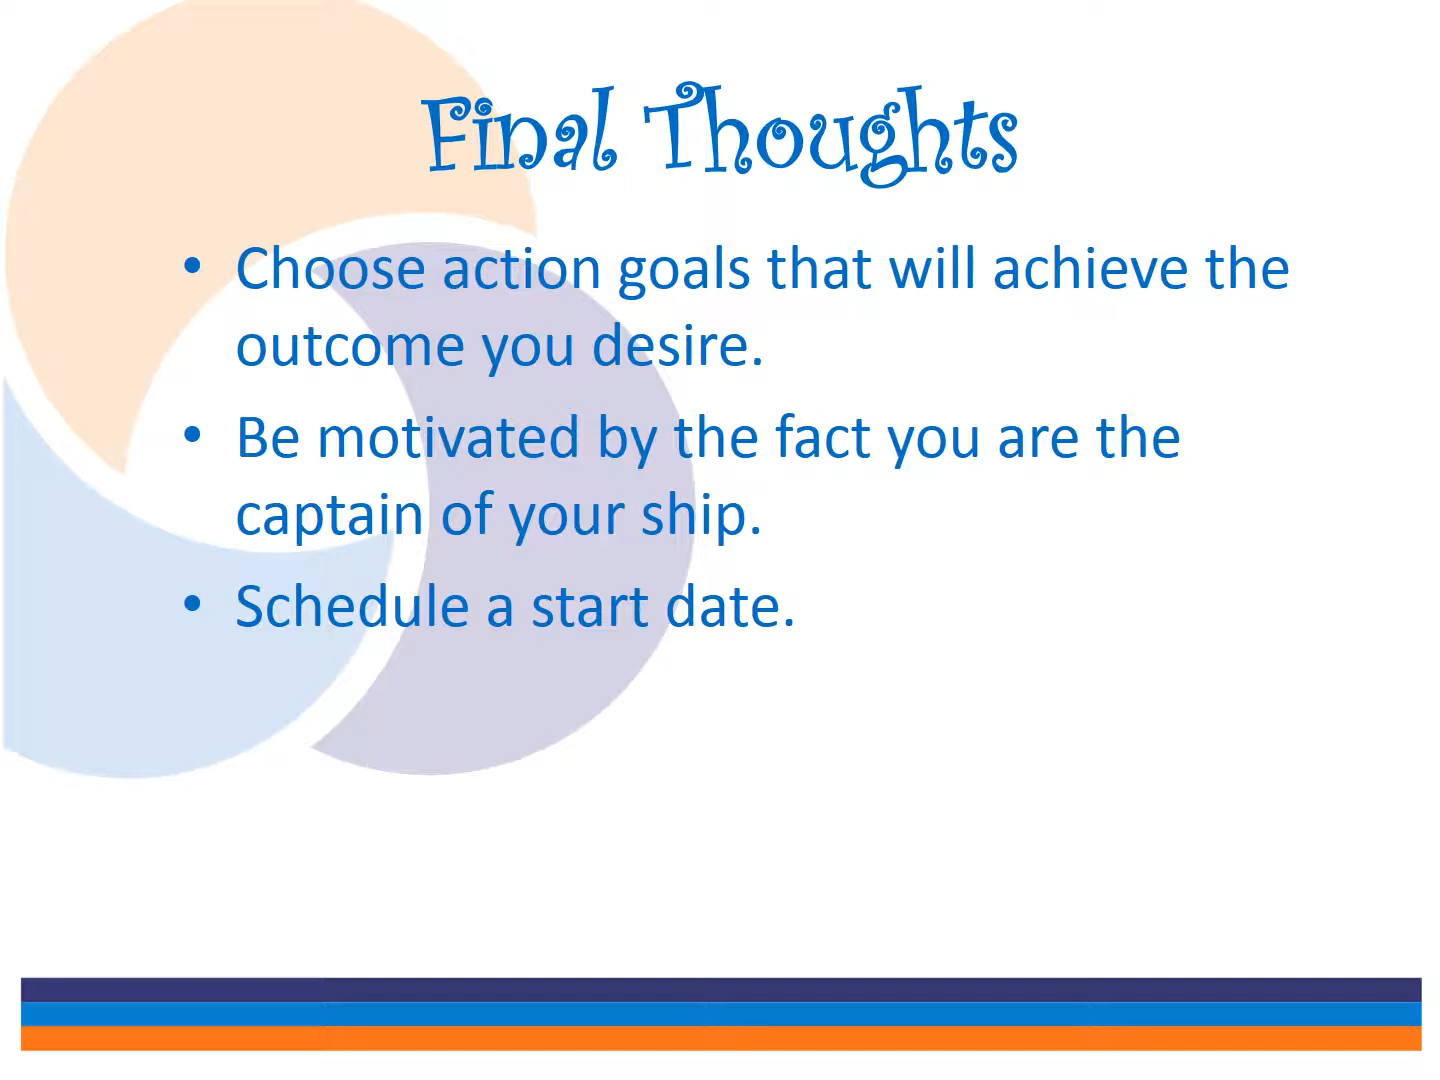 Final Thoughts
• Choose action goals that will achieve the
outcome you desire.
• Be motivated by the fact you are the
captain of your ship.
• Schedule a start date.